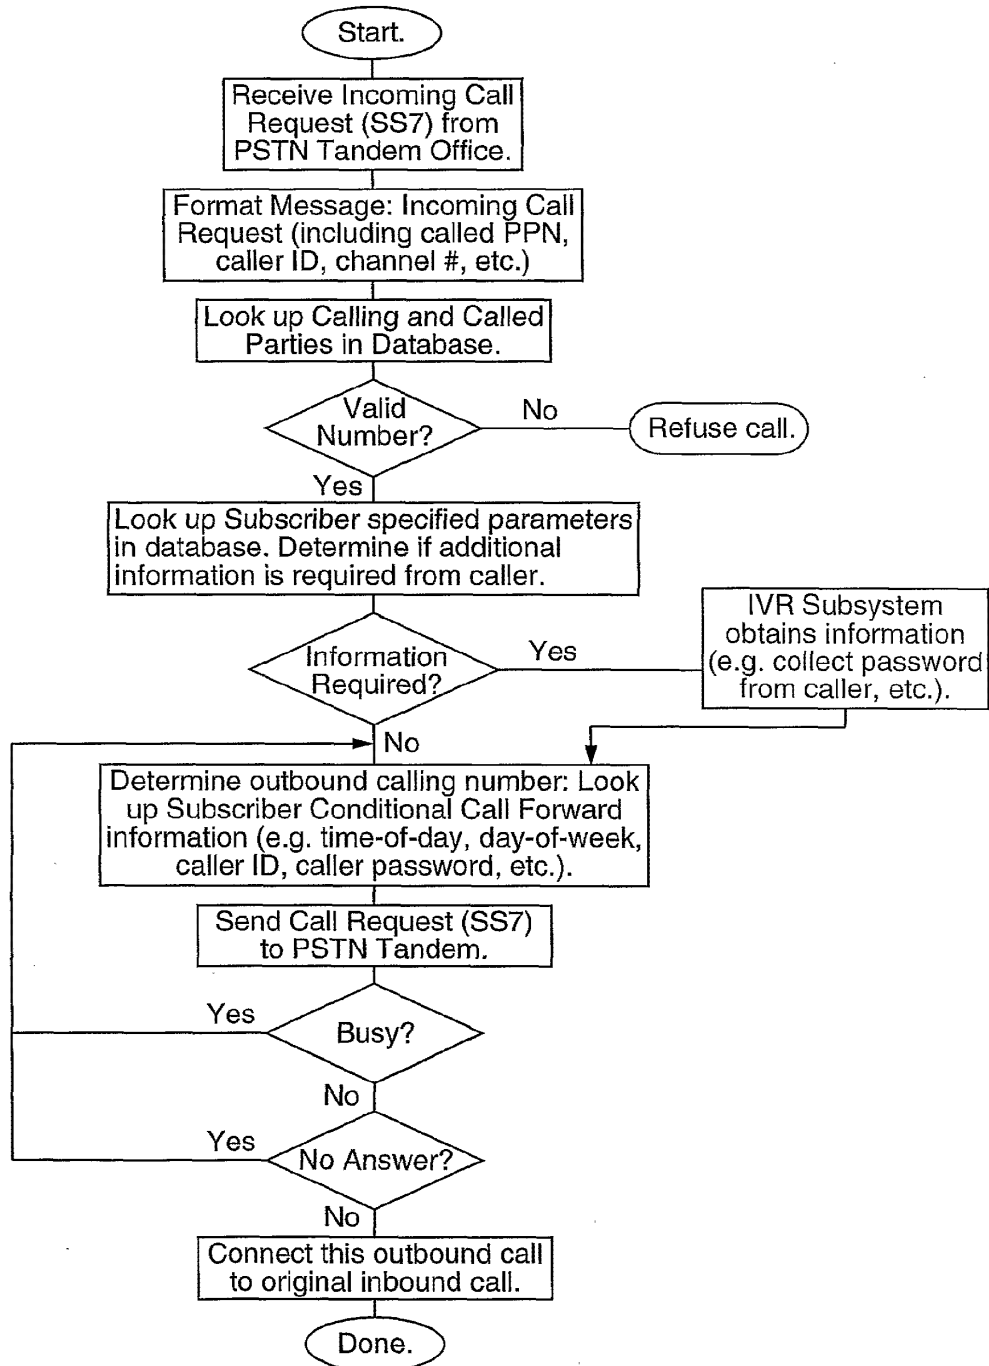 Start.
Receive Incoming Call
Request (SS7) from
PSTN Tandem Office.
Format Message: Incoming Call
Request (including called PPN,
caller ID, channel #, etc.)
Look up Calling and Called
Parties in Database.
Valid
Number?
No
Refuse call.
Yes
Look up Subscriber specified parameters
in database. Determine if additional
information is required from caller.
Information
Required?
Yes
IVR Subsystem
obtains information
(e.g. collect password
from caller, etc.).
No
Determine outbound calling number: Look
up Subscriber Conditional Call Forward
information (e.g. time-of-day, day-of-week,
caller ID, caller password, etc.).
Send Call Request (SS7)
to PSTN Tandem.
Yes
Busy?
No
Yes
No Answer?
No
Connect this outbound call
to original inbound call.
Done.